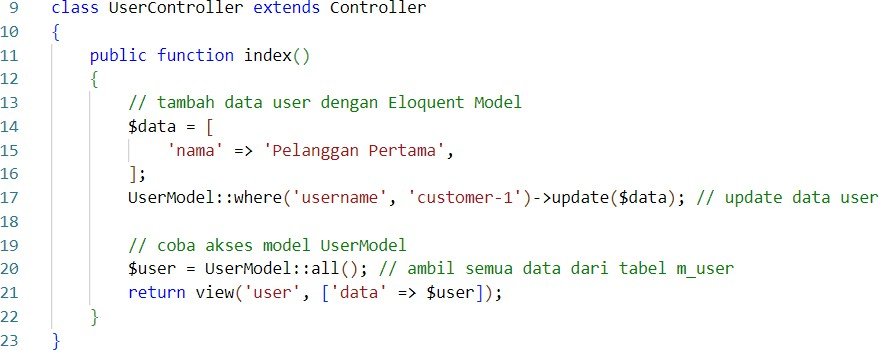 9 class UserController extends Controller
10 {
11 public function index()
12 {
13 // tambah data user dengan Eloquent Model
14 $data = [
15 'nama' => 'Pelanggan Pertama',
16 ];
17 UserModel::where('username', 'customer-1')->update($data); // update data user
18
19 // coba akses model UserModel
20 $user = UserModel::all(); // ambil semua data dari tabel m_user
21 return view('user', ['data' => $user]);
22 }
23 }